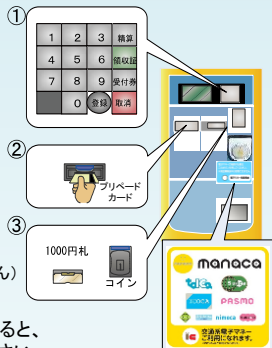 ①
1 2 3 精算
4 5 6 領収証
7 8 9 受付券
0 登録 取消
②
プリペード
カード
③
1000円札
コイン
ん)
ると、
manaca
PASMO
nimoca
交通系電子マネー
ご利用になれます。